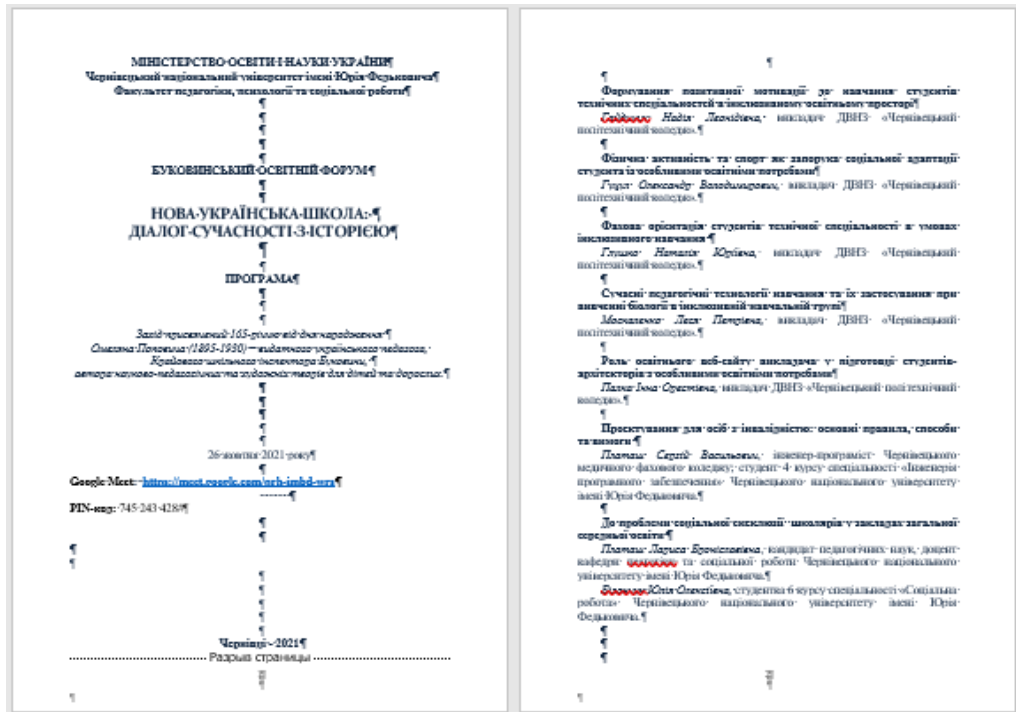 МІНІСТЕРСТВО ОСВІТИ І НАУКИ УКРАЇНИ
Чернівецький національний університет імені Юрія Федьковича
Факультет педагогіки, психології та соціальної роботи
БУКОВИНСЬКИЙ ОСВІТНІЙ ФОРУМ
НОВА УКРАЇНСЬКА ШКОЛА:
ДІАЛОГ СУЧАСНОСТІ З ІСТОРІЄЮ
ПРОГРАМА
Захід присвячений 165-річчю від дня народження
Омеляна Поповича (1895-1930) – видатного українського педагога,
Крайового шкільного інспектора Буковини,
автора науково-педагогічних та художніх творів для дітей та дорослих.
26 жовтня 2021 року
Google Meet:
PIN-код: 745 243 428#
Чернівці – 2021
Разрыв страницы
Формування позитивної мотивації до навчання студентів
технічних спеціальностей в інклюзивному освітньому просторі
Надія Леонідівна, викладач ДВНЗ «Чернівецький
політехнічний коледж».
Фізична активність та спорт як запорука соціальної адаптації
студента із особливими освітніми потребами
Олександр Володимирович, викладач ДВНЗ «Чернівецький
політехнічний коледж».
Фахова орієнтація студентів технічної спеціальності в умовах
інклюзивного навчання
Глушко Наталія Юріївна, викладач ДВНЗ «Чернівецький
політехнічний коледж».
Сучасні педагогічні технології навчання та їх застосування при
вивченні біології в інклюзивній навчальній групі
Москаленко Леся Петрівна, викладач ДВНЗ «Чернівецький
політехнічний коледж».
Роль освітнього веб-сайту викладача у підготовці студентів-
архітекторів з особливими освітніми потребами
Інна Орестівна, викладач ДВНЗ «Чернівецький політехнічний
коледж».
Проєктування для осіб з інвалідністю: основні правила, способи
та вимоги
Платаш Сергій Васильович, інженер-програміст Чернівецького
медичного фахового коледжу; студент 4 курсу спеціальності «Інженерія
програмного забезпечення» Чернівецького національного університету
імені Юрія Федьковича.
До проблеми соціальної ексклюзії школярів у закладах загальної
середньої освіти
Платаш Лариса Броніславівна, кандидат педагогічних наук, доцент
кафедри педагогіки та соціальної роботи Чернівецького національного
університету імені Юрія Федьковича.
Юлія Олексіївна, студентка 6 курсу спеціальності «Соціальна
робота» Чернівецького національного університету імені Юрія
Федьковича.